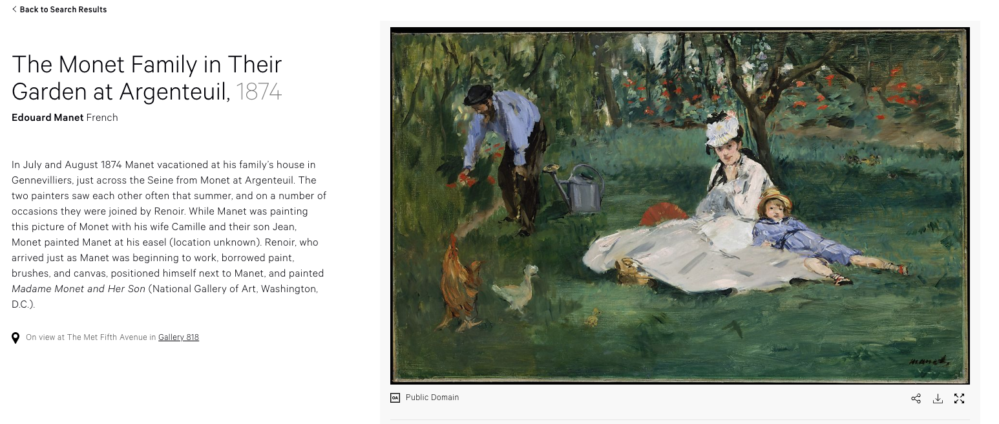 Back to Search Results
The Monet Family in Their
Garden at Argenteuil, 1874
Edouard Manet French
In July and August 1874 Manet vacationed at his family’s house in
Gennevilliers, just across the Seine from Monet at Argenteuil. The
two painters saw each other often that summer, and on a number of
occasions they were joined by Renoir. While Manet was painting
this picture of Monet with his wife Camille and their son Jean,
Monet painted Manet at his easel (location unknown). Renoir, who
arrived just as Manet was beginning to work, borrowed paint,
brushes, and canvas, positioned himself next to Manet, and painted
Madame Monet and Her Son (National Gallery of Art, Washington,
D.C.).
On view at The Met Fifth Avenue in Gallery 818
manet
OA Public Domain